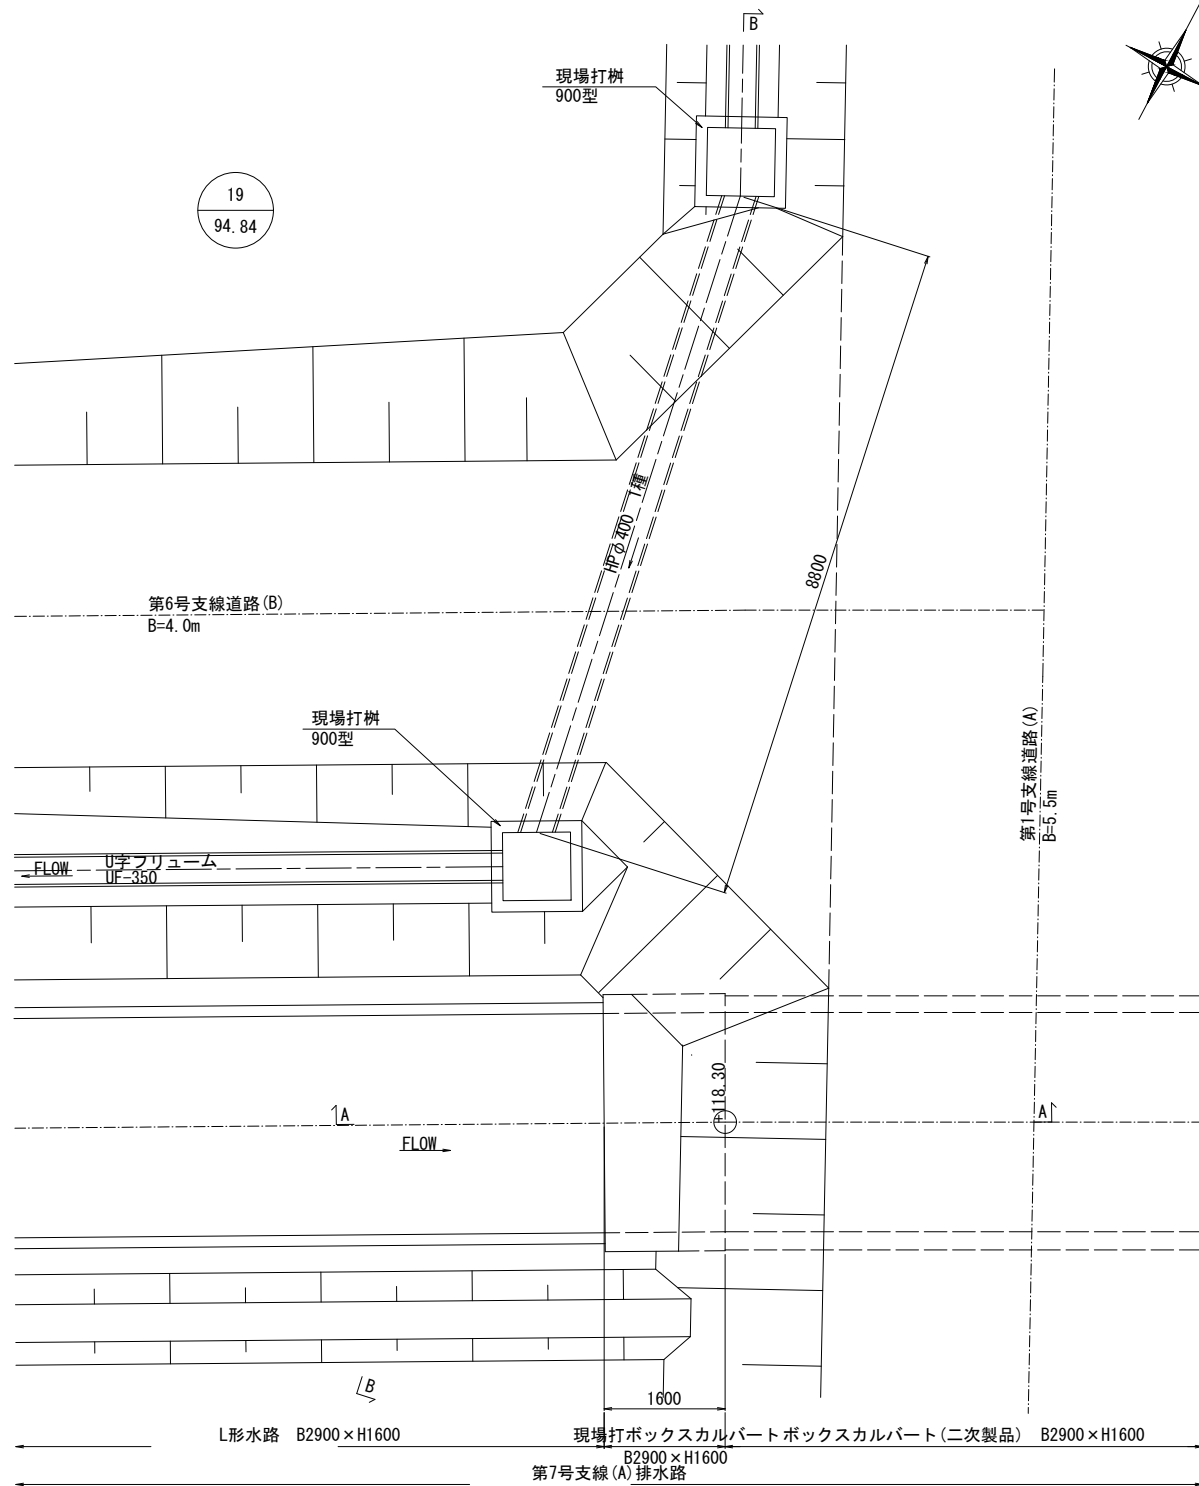 B
現場打桝
900型
19
94.84
HPφ400 1種
8800
第6号支線道路(B)
B=4.0m
現場打桝
900型
第1号支線道路(A)
B=5.5m
FLOW
U字フリューム
UF-350
+118.30
A
A
FLOW
B
1600
L形水路 B2900×H1600
現場打ボックスカルバート
B2900×H1600
ボックスカルバート(二次製品) B2900×H1600
第7号支線(A)排水路